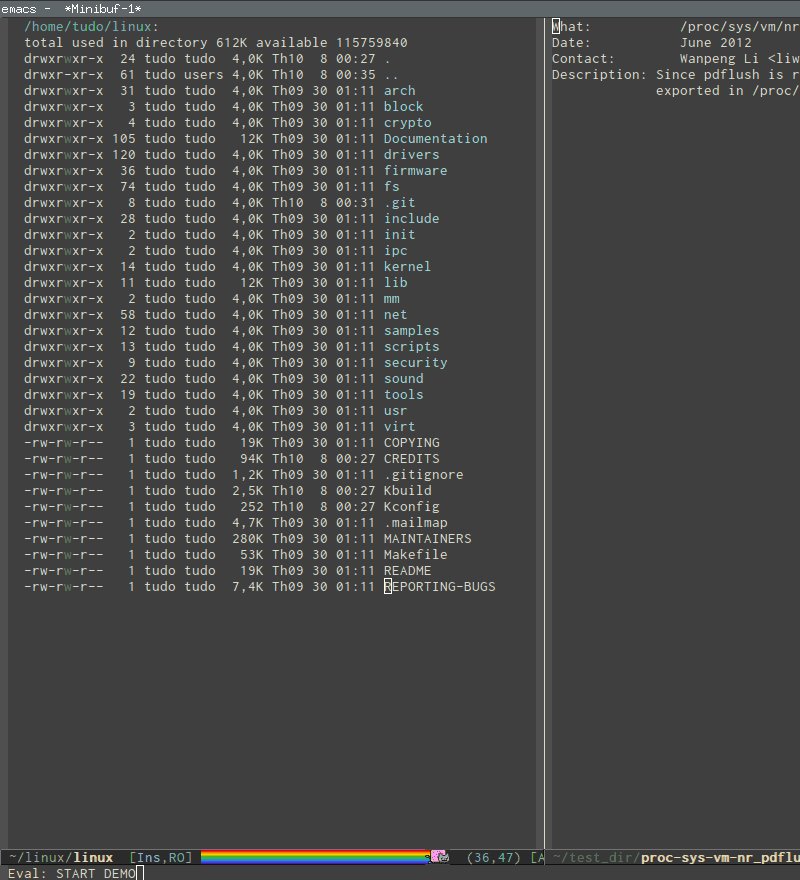 emacs -  *Minibuf-1*
/home/tudo/linux:
total used in directory 612K available 115759840
drwxrwxr-x  24 tudo tudo  4,0K Th10  8 00:27 .
drwxr-xr-x  61 tudo users 4,0K Th10  8 00:35 ..
drwxrwxr-x  31 tudo tudo  4,0K Th09 30 01:11 arch
drwxrwxr-x   3 tudo tudo  4,0K Th09 30 01:11 block
drwxrwxr-x   4 tudo tudo  4,0K Th09 30 01:11 crypto
drwxrwxr-x 105 tudo tudo   12K Th09 30 01:11 Documentation
drwxrwxr-x 120 tudo tudo  4,0K Th09 30 01:11 drivers
drwxrwxr-x  36 tudo tudo  4,0K Th09 30 01:11 firmware
drwxrwxr-x  74 tudo tudo  4,0K Th09 30 01:11 fs
drwxrwxr-x   8 tudo tudo  4,0K Th10  8 00:31 .git
drwxrwxr-x  28 tudo tudo  4,0K Th09 30 01:11 include
drwxrwxr-x   2 tudo tudo  4,0K Th09 30 01:11 init
drwxrwxr-x   2 tudo tudo  4,0K Th09 30 01:11 ipc
drwxrwxr-x  14 tudo tudo  4,0K Th09 30 01:11 kernel
drwxrwxr-x  11 tudo tudo   12K Th09 30 01:11 lib
drwxrwxr-x   2 tudo tudo  4,0K Th09 30 01:11 mm
drwxrwxr-x  58 tudo tudo  4,0K Th09 30 01:11 net
drwxrwxr-x  12 tudo tudo  4,0K Th09 30 01:11 samples
drwxrwxr-x  13 tudo tudo  4,0K Th09 30 01:11 scripts
drwxrwxr-x   9 tudo tudo  4,0K Th09 30 01:11 security
drwxrwxr-x  22 tudo tudo  4,0K Th09 30 01:11 sound
drwxrwxr-x  19 tudo tudo  4,0K Th09 30 01:11 tools
drwxrwxr-x   2 tudo tudo  4,0K Th09 30 01:11 usr
drwxrwxr-x   3 tudo tudo  4,0K Th09 30 01:11 virt
-rw-rw-r--   1 tudo tudo   19K Th09 30 01:11 COPYING
-rw-rw-r--   1 tudo tudo   94K Th10  8 00:27 CREDITS
-rw-rw-r--   1 tudo tudo  1,2K Th09 30 01:11 .gitignore
-rw-rw-r--   1 tudo tudo  2,5K Th10  8 00:27 Kbuild
-rw-rw-r--   1 tudo tudo   252 Th10  8 00:27 Kconfig
-rw-rw-r--   1 tudo tudo  4,7K Th09 30 01:11 .mailmap
-rw-rw-r--   1 tudo tudo  280K Th09 30 01:11 MAINTAINERS
-rw-rw-r--   1 tudo tudo   53K Th09 30 01:11 Makefile
-rw-rw-r--   1 tudo tudo   19K Th09 30 01:11 README
-rw-rw-r--   1 tudo tudo  7,4K Th09 30 01:11 REPORTING-BUGS
~/linux/linux  [Ins,RO]  (36,47) [A
What:           /proc/sys/vm/nr
Date:           June 2012
Contact:        Wanpeng Li <liw
Description: Since pdflush is r
exported in /proc/
~/test_dir/proc-sys-vm-nr_pdflu
Eval: START DEMO